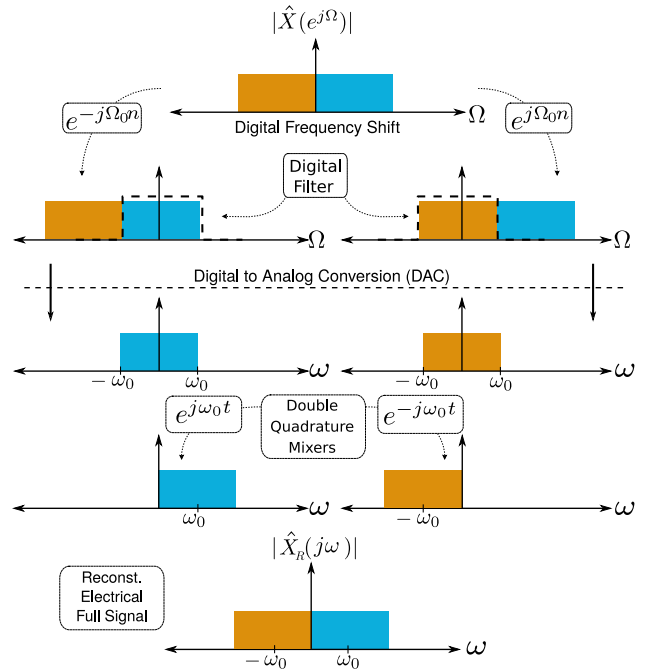 |X̂(e^{jΩ})|
e^{-jΩ₀n}
Ω
e^{jΩ₀n}
Digital Frequency Shift
Digital
Filter
Ω
Ω
Digital to Analog Conversion (DAC)
-ω₀
ω₀
ω
-ω₀
ω₀
ω
e^{jω₀t}
Double
Quadrature
Mixers
e^{-jω₀t}
ω₀
ω
-ω₀
ω
|X̂_R(jω)|
Reconst.
Electrical
Full Signal
-ω₀
ω₀
ω